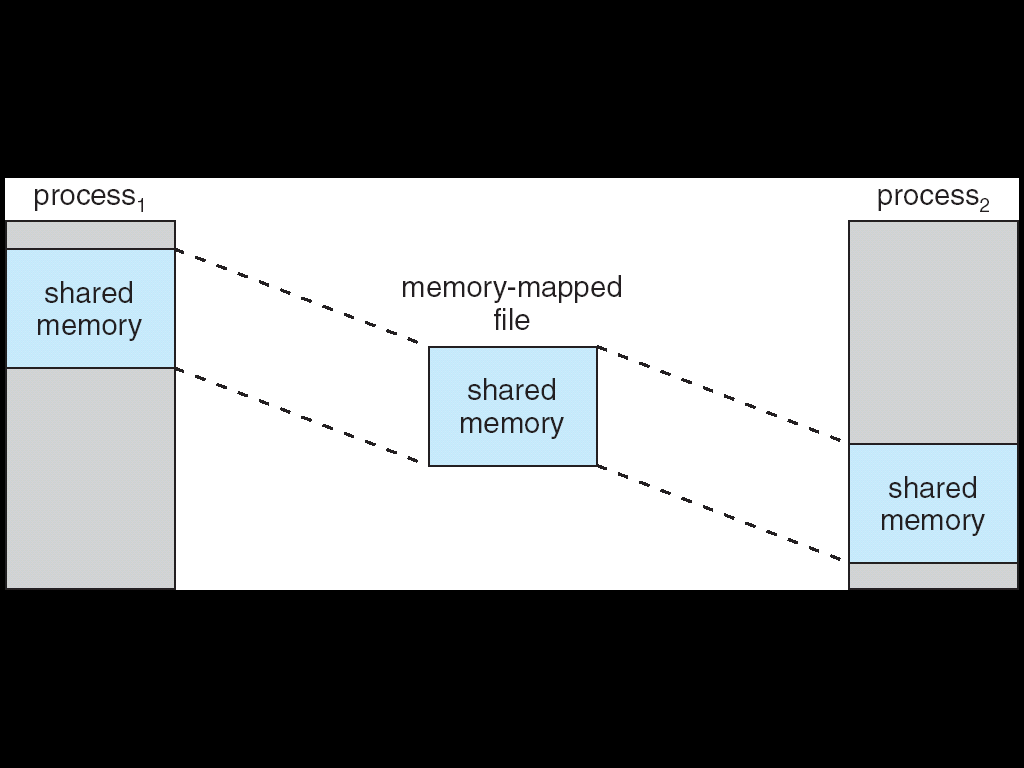 process₁
process₂
shared
memory
memory-mapped
file
shared
memory
shared
memory